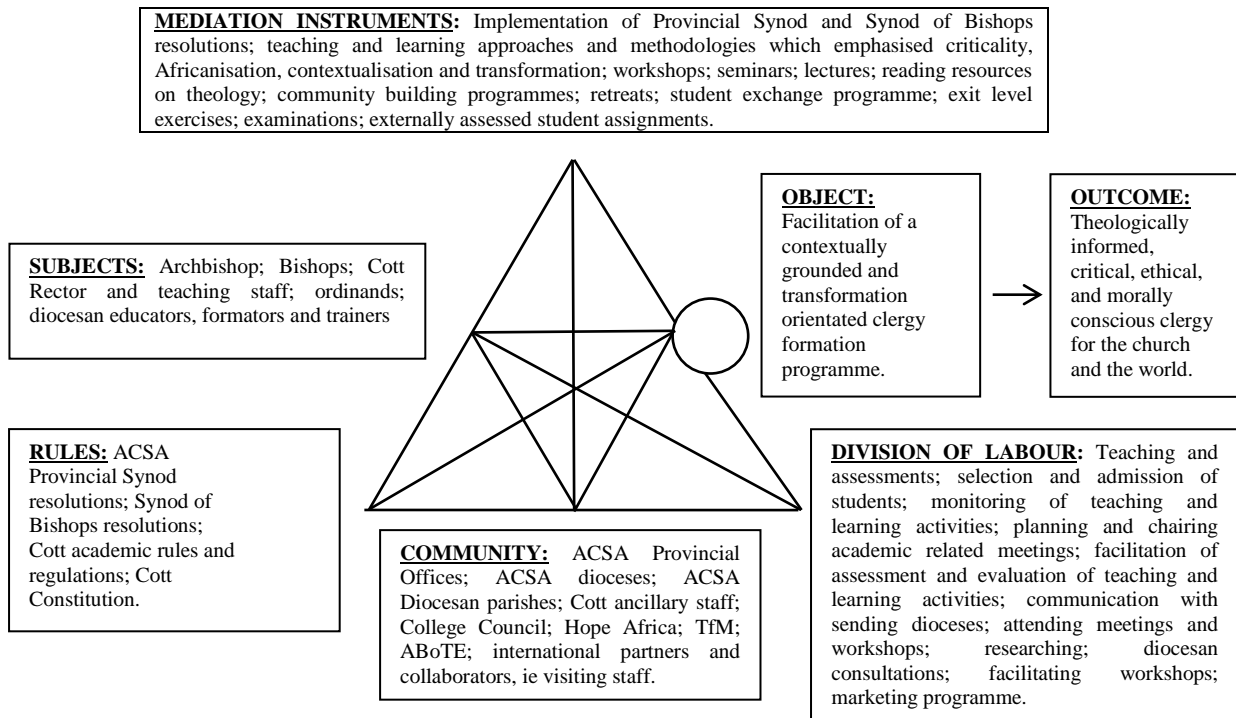 MEDIATION INSTRUMENTS: Implementation of Provincial Synod and Synod of Bishops
resolutions; teaching and learning approaches and methodologies which emphasised criticality,
Africanisation, contextualisation and transformation; workshops; seminars; lectures; reading resources
on theology; community building programmes; retreats; student exchange programme; exit level
exercises; examinations; externally assessed student assignments.
SUBJECTS: Archbishop; Bishops; Cott
Rector and teaching staff; ordinands;
diocesan educators, formators and trainers
OBJECT:
Facilitation of a
contextually
grounded and
transformation
orientated clergy
formation
programme.
OUTCOME:
Theologically
informed,
critical, ethical,
and morally
conscious clergy
for the church
and the world.
RULES: ACSA
Provincial Synod
resolutions; Synod of
Bishops resolutions;
Cott academic rules and
regulations; Cott
Constitution.
COMMUNITY: ACSA Provincial
Offices; ACSA dioceses; ACSA
Diocesan parishes; Cott ancillary staff;
College Council; Hope Africa; TfM;
ABoTE; international partners and
collaborators, ie visiting staff.
DIVISION OF LABOUR: Teaching and
assessments; selection and admission of
students; monitoring of teaching and
learning activities; planning and chairing
academic related meetings; facilitation of
assessment and evaluation of teaching and
learning activities; communication with
sending dioceses; attending meetings and
workshops; researching; diocesan
consultations; facilitating workshops;
marketing programme.